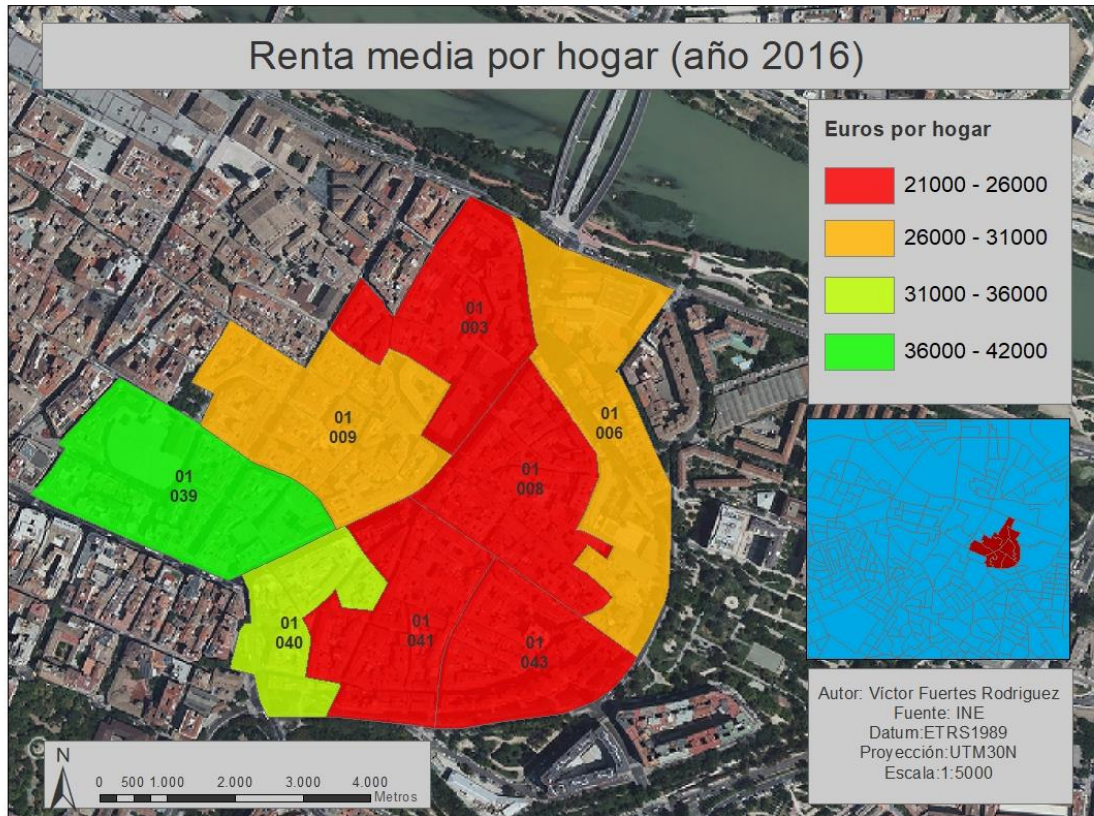 Renta media por hogar (año 2016)
Euros por hogar
21000 - 26000
26000 - 31000
31000 - 36000
36000 - 42000
01
003
01
006
01
009
01
008
01
039
01
040
01
041
01
043
Autor: Víctor Fuertes Rodriguez
Fuente: INE
Datum:ETRS1989
Proyección:UTM30N
Escala:1:5000
N
0 500 1.000 2.000 3.000 4.000
Metros